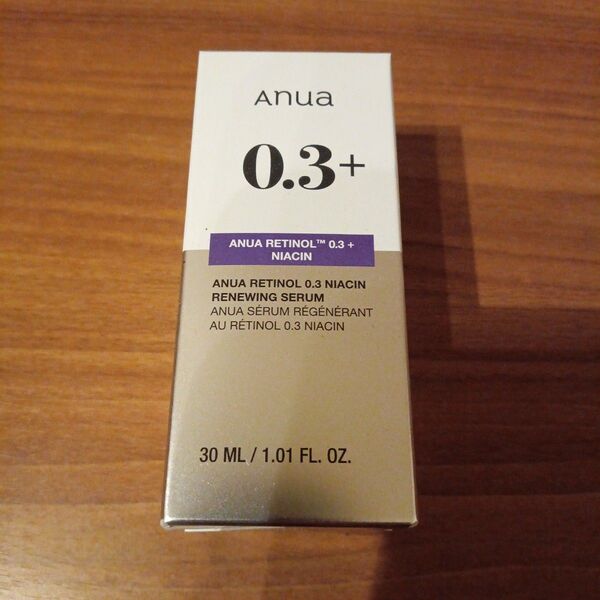 Anua
0.3+
ANUA RETINOL™ 0.3 +
NIACIN
ANUA RETINOL 0.3 NIACIN
RENEWING SERUM
ANUA SÉRUM RÉGÉNÉRANT
AU RÉTINOL 0.3 NIACIN
30 ML / 1.01 FL. OZ.